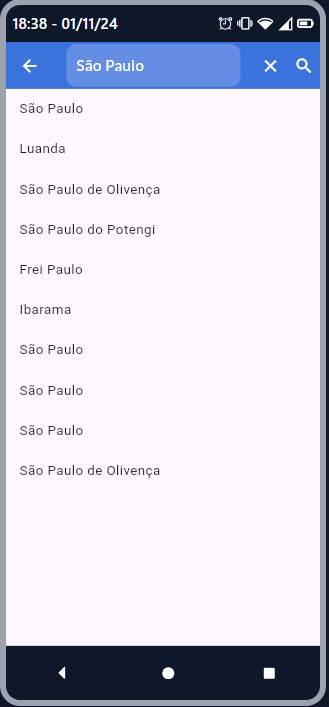 18:38 - 01/11/24
São Paulo
São Paulo
Luanda
São Paulo de Olivença
São Paulo do Potengi
Frei Paulo
Ibarama
São Paulo
São Paulo
São Paulo
São Paulo de Olivença